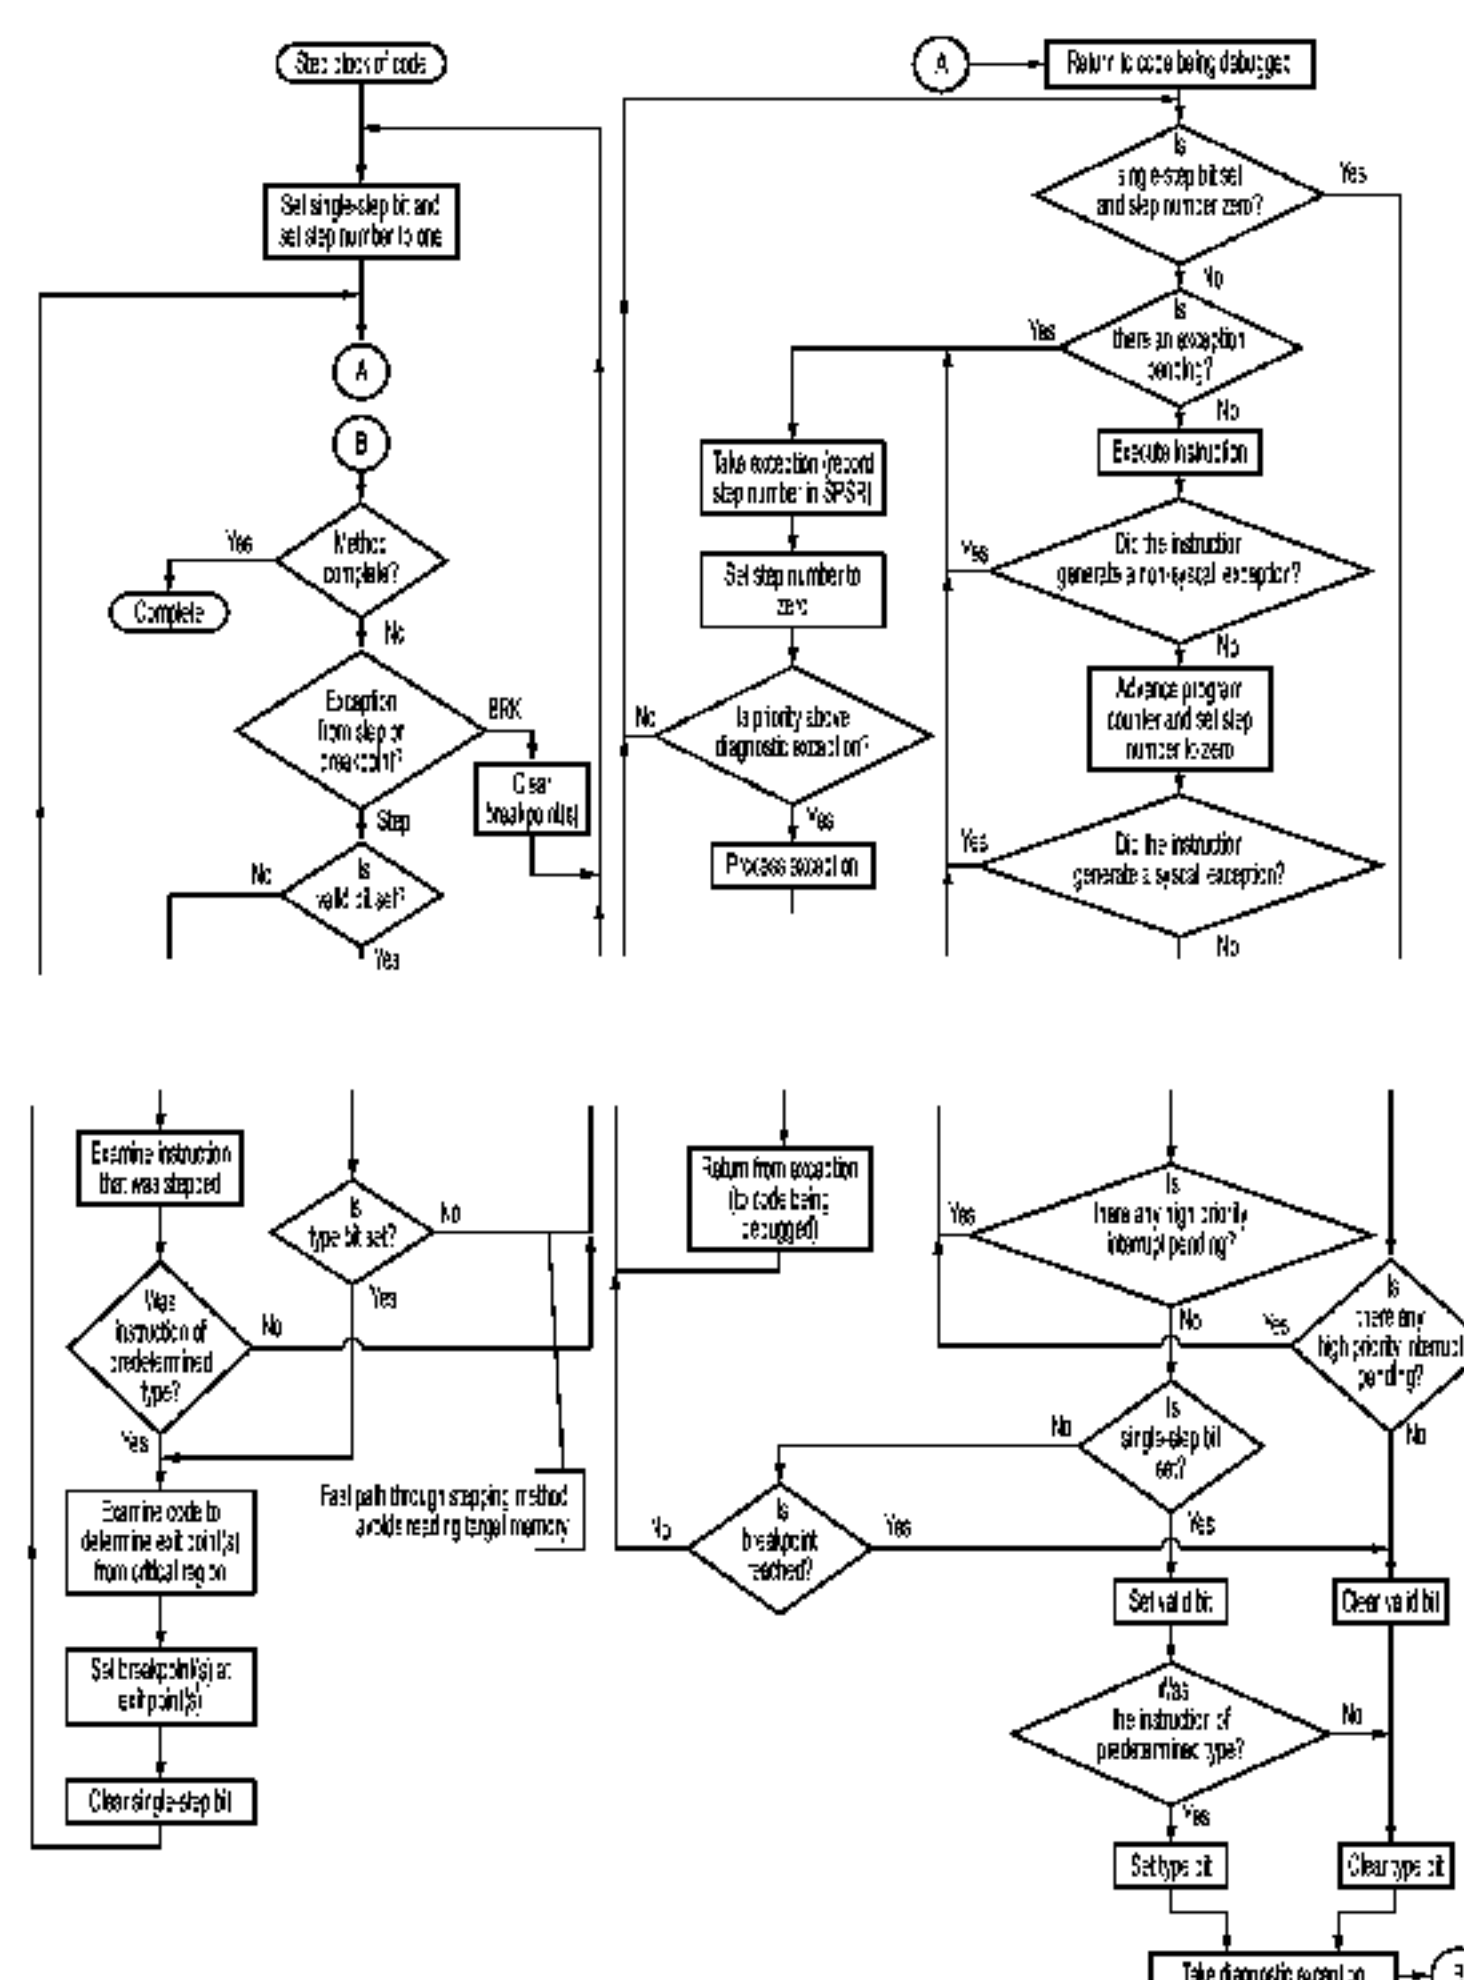 Step block of code
Set single-step bit and
set step number to one
A
B
Method
complete?
Yes
Complete
No
Exception
from step or
breakpoint?
BRK
Clear
breakpoint(s)
Step
Is
valid bit set?
No
Yes
A
Return to code being debugged
Is
single-step bit set
and step number zero?
Yes
No
Is
there an exception
pending?
Yes
No
Take exception (record
step number in SPSR)
Execute instruction
Set step number to
zero
Did the instruction
generate a non-syscall exception?
Yes
No
Is priority above
diagnostic exception?
No
Yes
Advance program
counter and set step
number to zero
Process exception
Did the instruction
generate a syscall exception?
Yes
No
Examine instruction
that was stepped
Is
type bit set?
No
Yes
Was
instruction of
predetermined
type?
No
Yes
Fast path through stepping method
avoids reading target memory
Examine code to
determine exit point(s)
from critical region
Set breakpoint(s) at
exit point(s)
Clear single-step bit
Return from exception
(to code being
debugged)
Is
there any high priority
interrupt pending?
Yes
No
Is
there any
high priority interrupt
pending?
Yes
No
Is
single-step bit
set?
No
Yes
Is
breakpoint
reached?
No
Yes
Set valid bit
Clear valid bit
Was
the instruction of
predetermined type?
No
Yes
Set type bit
Clear type bit
Take diagnostic exception